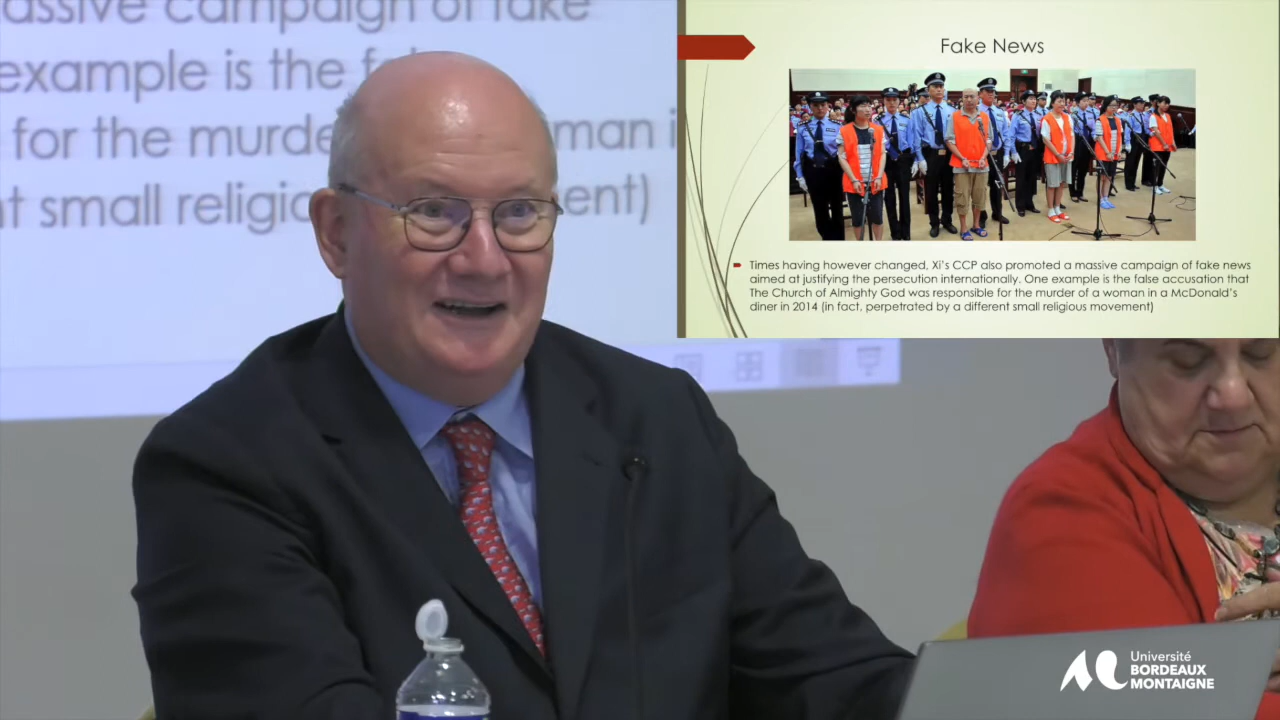 assive campaign of fake
example is the f
for the murde
man i
t small religio
ent)
Fake News
Times having however changed, Xi's CCP also promoted a massive campaign of fake news
aimed at justifying the persecution internationally. One example is the false accusation that
The Church of Almighty God was responsible for the murder of a woman in a McDonald's
diner in 2014 (in fact, perpetrated by a different small religious movement)
Université
BORDEAUX
MONTAIGNE